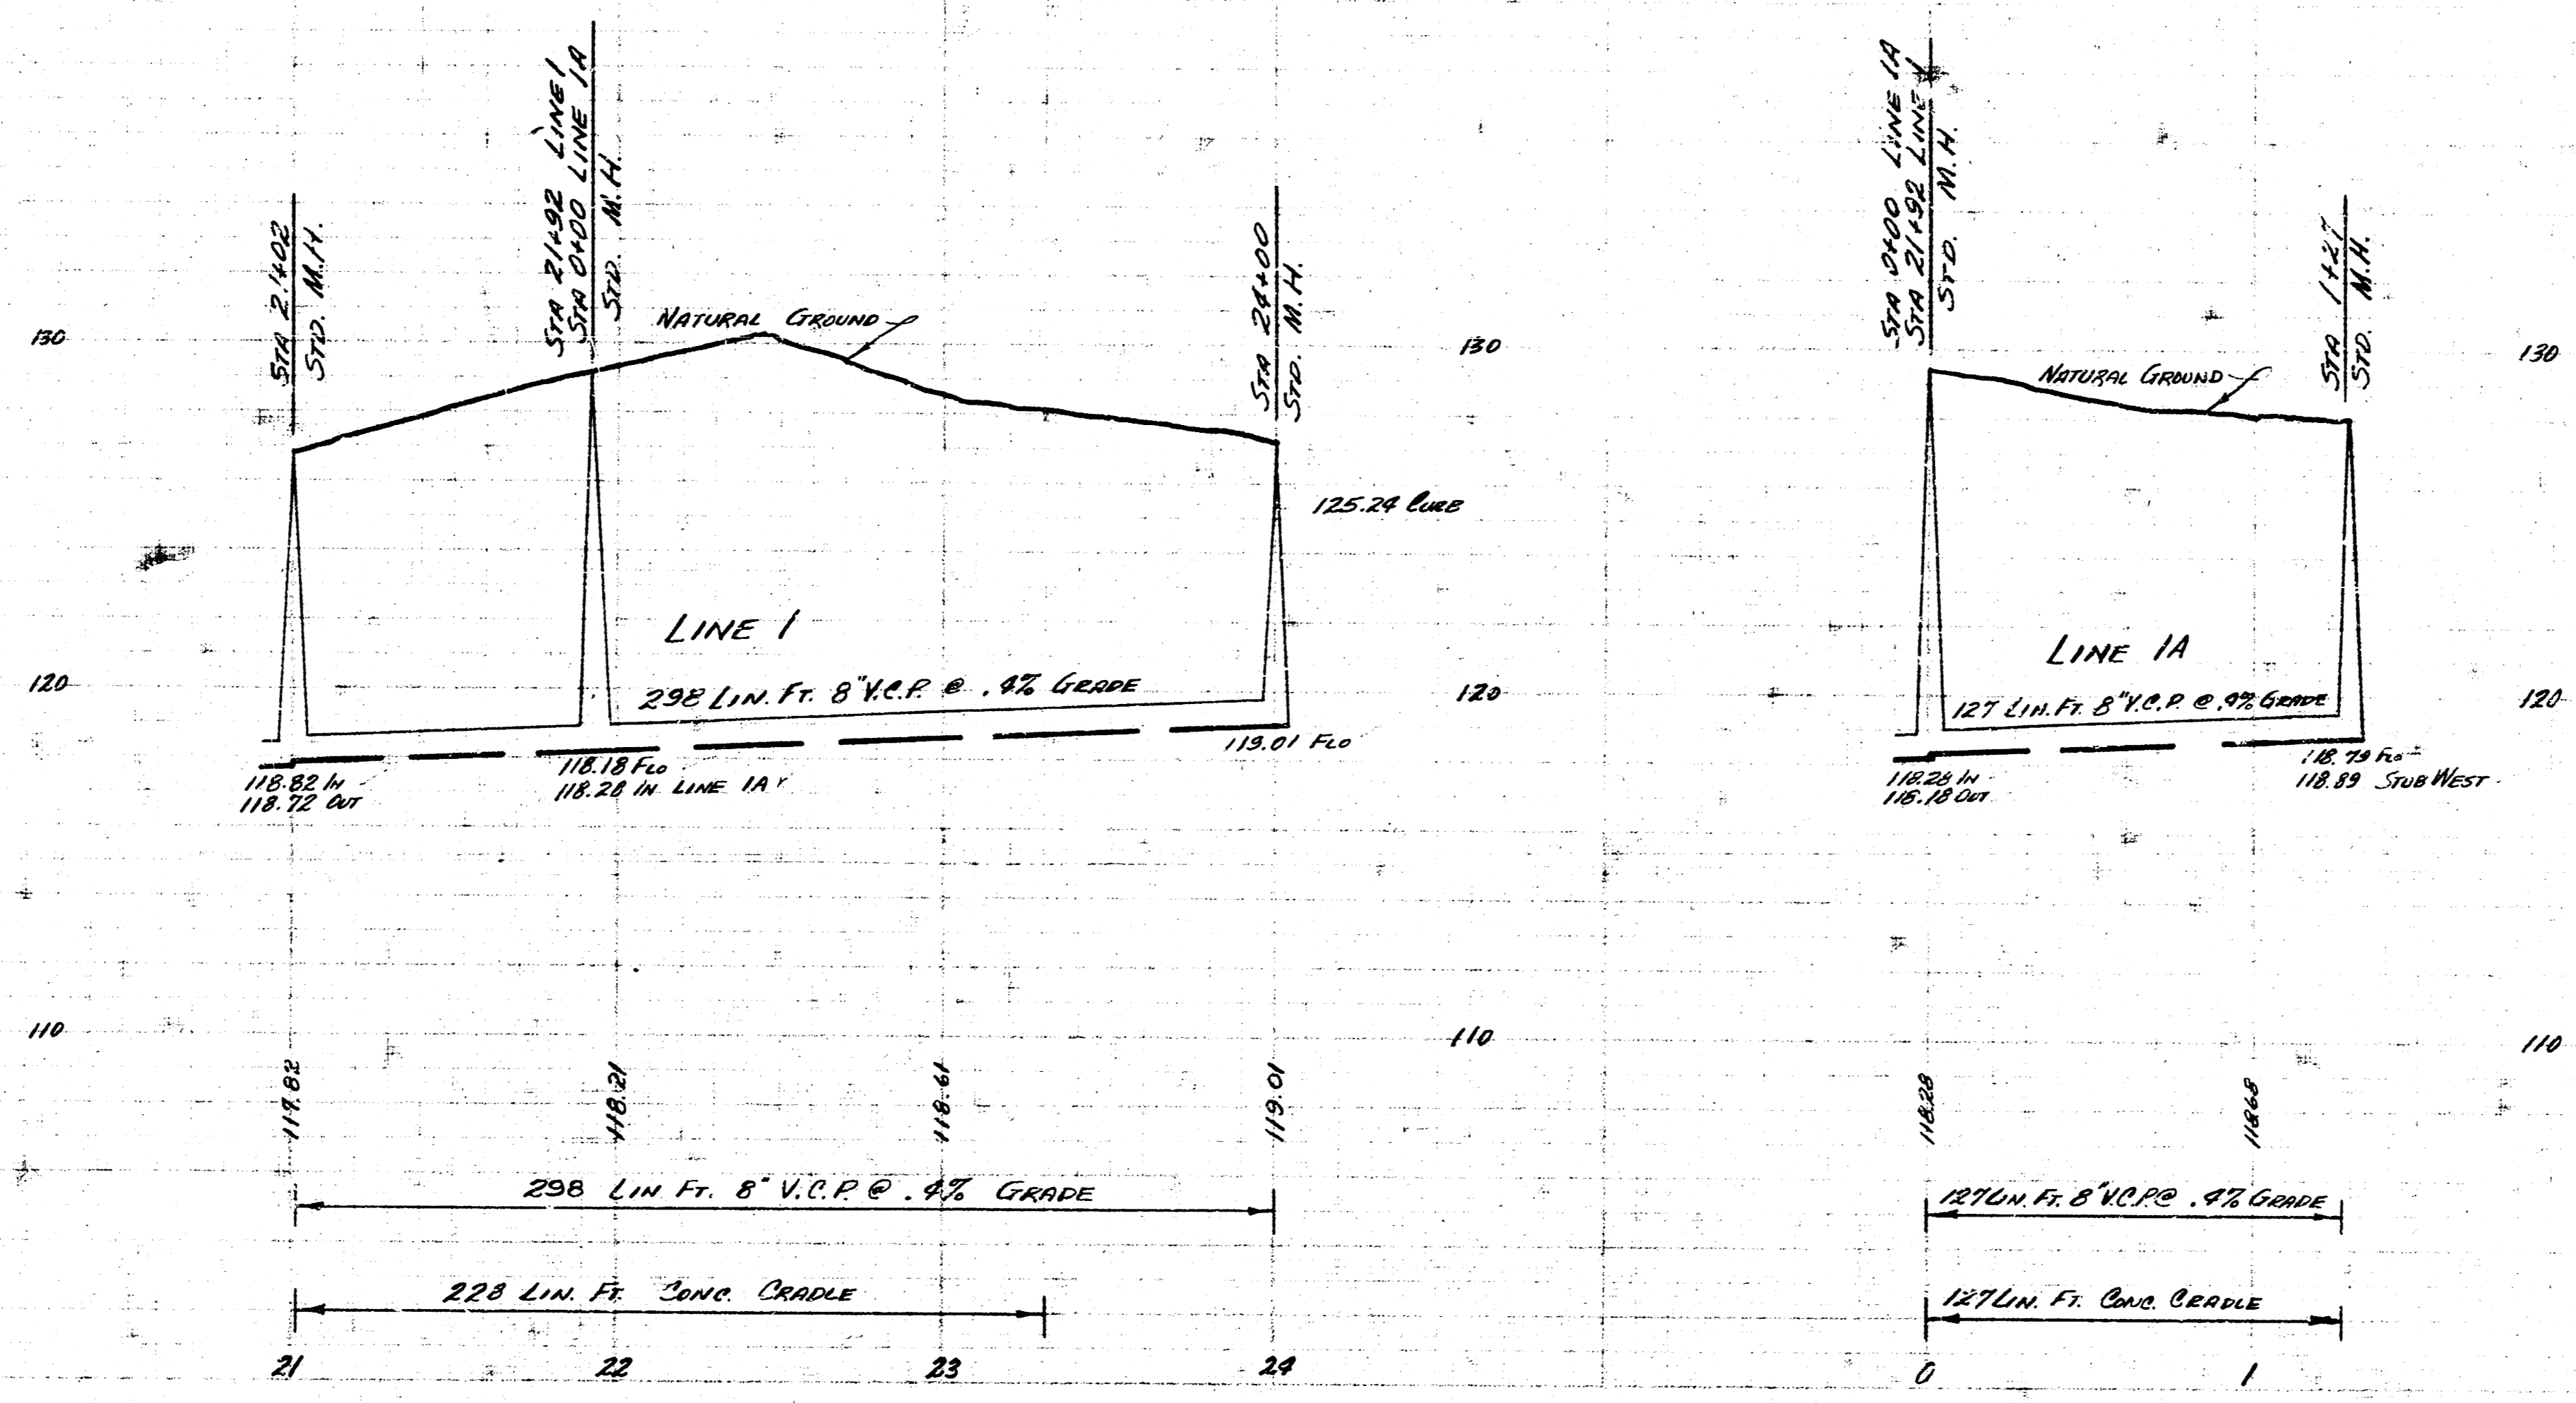 STA 21+02
STD. M.H.
STA 21+92 LINE 1
STA 0+00 LINE 1A
STD. M.H.
NATURAL GROUND
STA 24+00
STD. M.H.
STA 0+00 LINE 1A
STA 21+92 LINE 1
STD. M.H.
NATURAL GROUND
STA 1+27
STD. M.H.
130
130
130
125.24 CURB
LINE 1
298 LIN. FT. 8" V.C.P. @ .4% GRADE
LINE 1A
127 LIN. FT. 8" V.C.P. @ .4% GRADE
120
120
120
118.82 IN
118.72 OUT
118.18 FLO
118.28 IN LINE 1A
119.01 FLO
118.28 IN
118.18 OUT
118.79 FLO
118.89 STUB WEST
110
110
110
117.82
118.21
118.61
119.01
118.28
118.68
298 LIN FT. 8" V.C.P. @ .4% GRADE
127 LIN. FT. 8" V.C.P. @ .4% GRADE
228 LIN. FT. CONC. CRADLE
127 LIN. FT. CONC. CRADLE
21
22
23
24
0
1